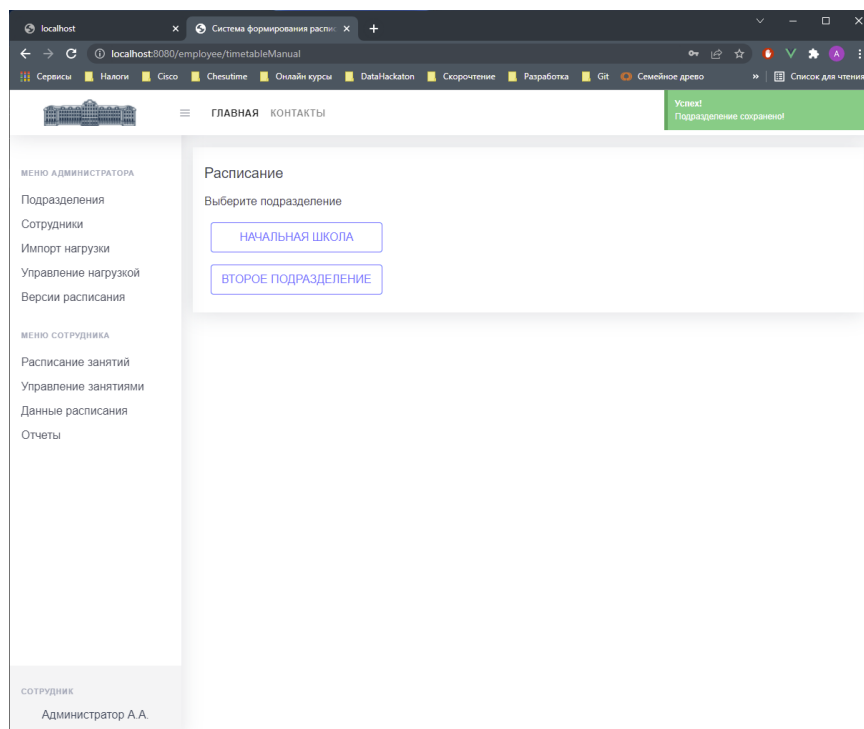 localhost
Система формирования распис
localhost:8080/employee/timetableManual
Сервисы Налоги Cisco Chesutime Онлайн курсы DataHackaton Скорочтение Разработка Git Семейное древо » Список для чтения
ГЛАВНАЯ КОНТАКТЫ
Успех!
Подразделение сохранено!
МЕНЮ АДМИНИСТРАТОРА
Подразделения
Сотрудники
Импорт нагрузки
Управление нагрузкой
Версии расписания
МЕНЮ СОТРУДНИКА
Расписание занятий
Управление занятиями
Данные расписания
Отчеты
Расписание
Выберите подразделение
НАЧАЛЬНАЯ ШКОЛА
ВТОРОЕ ПОДРАЗДЕЛЕНИЕ
СОТРУДНИК
Администратор А.А.